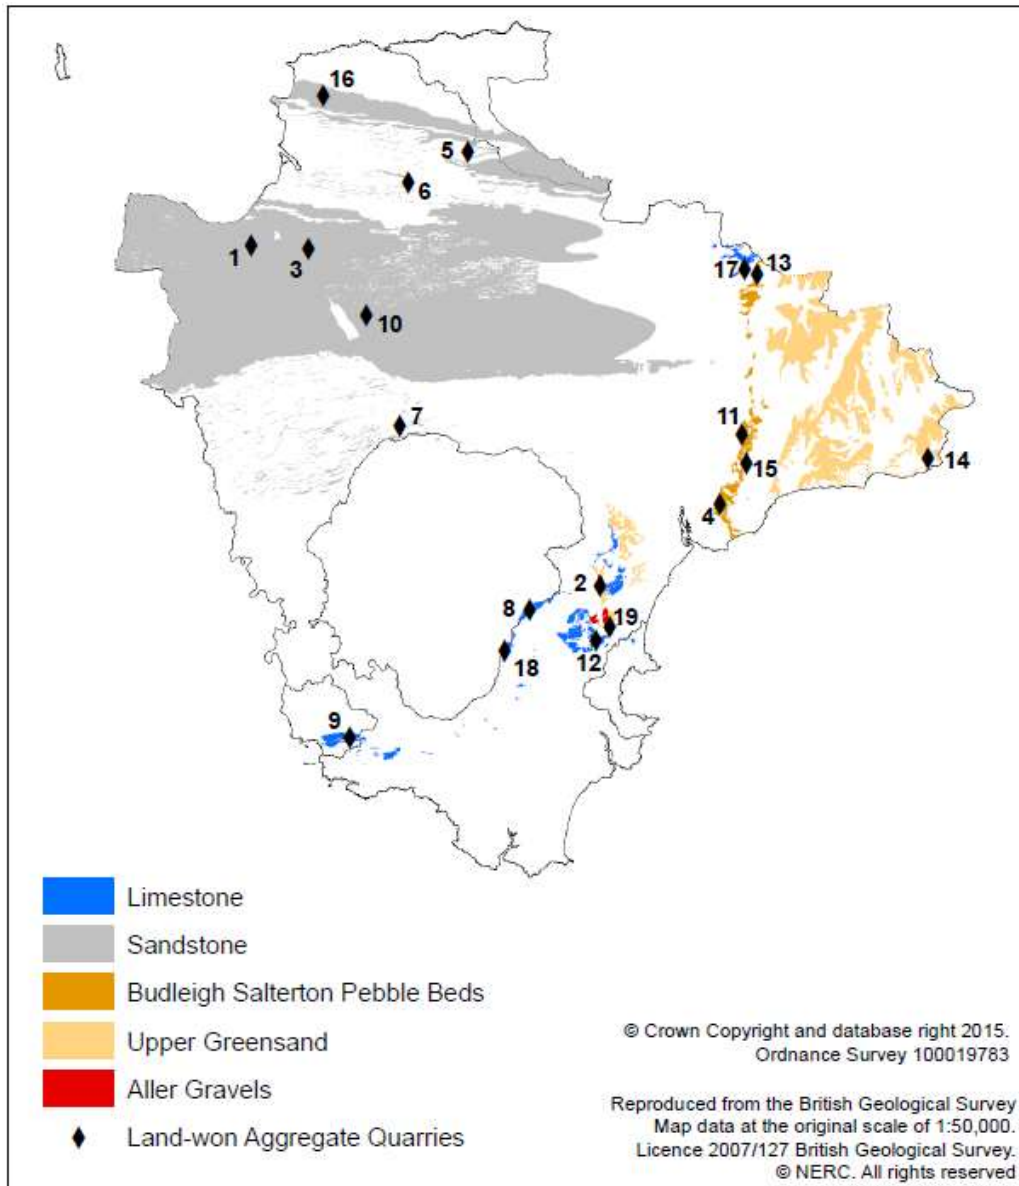 16
5
6
1
3
17
13
10
11
7
14
15
4
2
8
19
12
18
9
Limestone
Sandstone
Budleigh Salterton Pebble Beds
Upper Greensand
Aller Gravels
Land-won Aggregate Quarries
© Crown Copyright and database right 2015.
Ordnance Survey 100019783
Reproduced from the British Geological Survey
Map data at the original scale of 1:50,000.
Licence 2007/127 British Geological Survey.
© NERC. All rights reserved